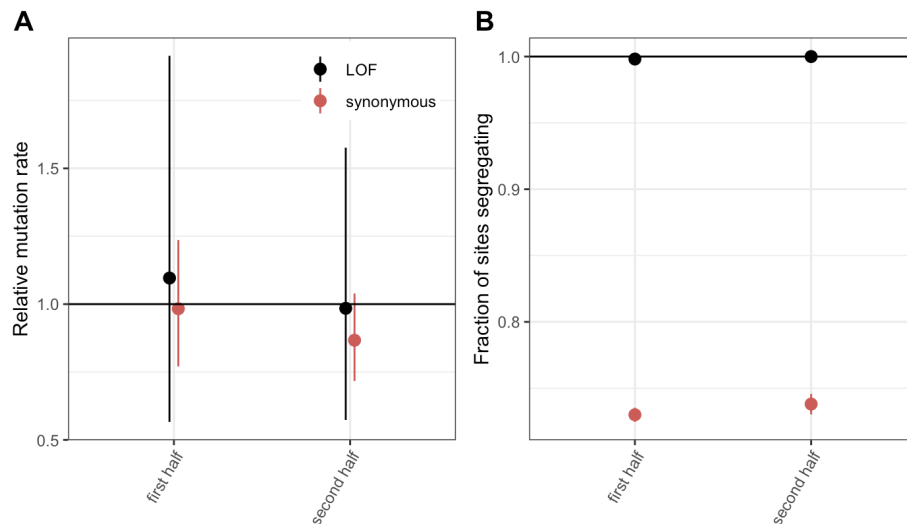 A
Relative mutation rate
1.5
1.0
0.5
LOF
synonymous
first half
second half
B
Fraction of sites segregating
1.0
0.9
0.8
first half
second half